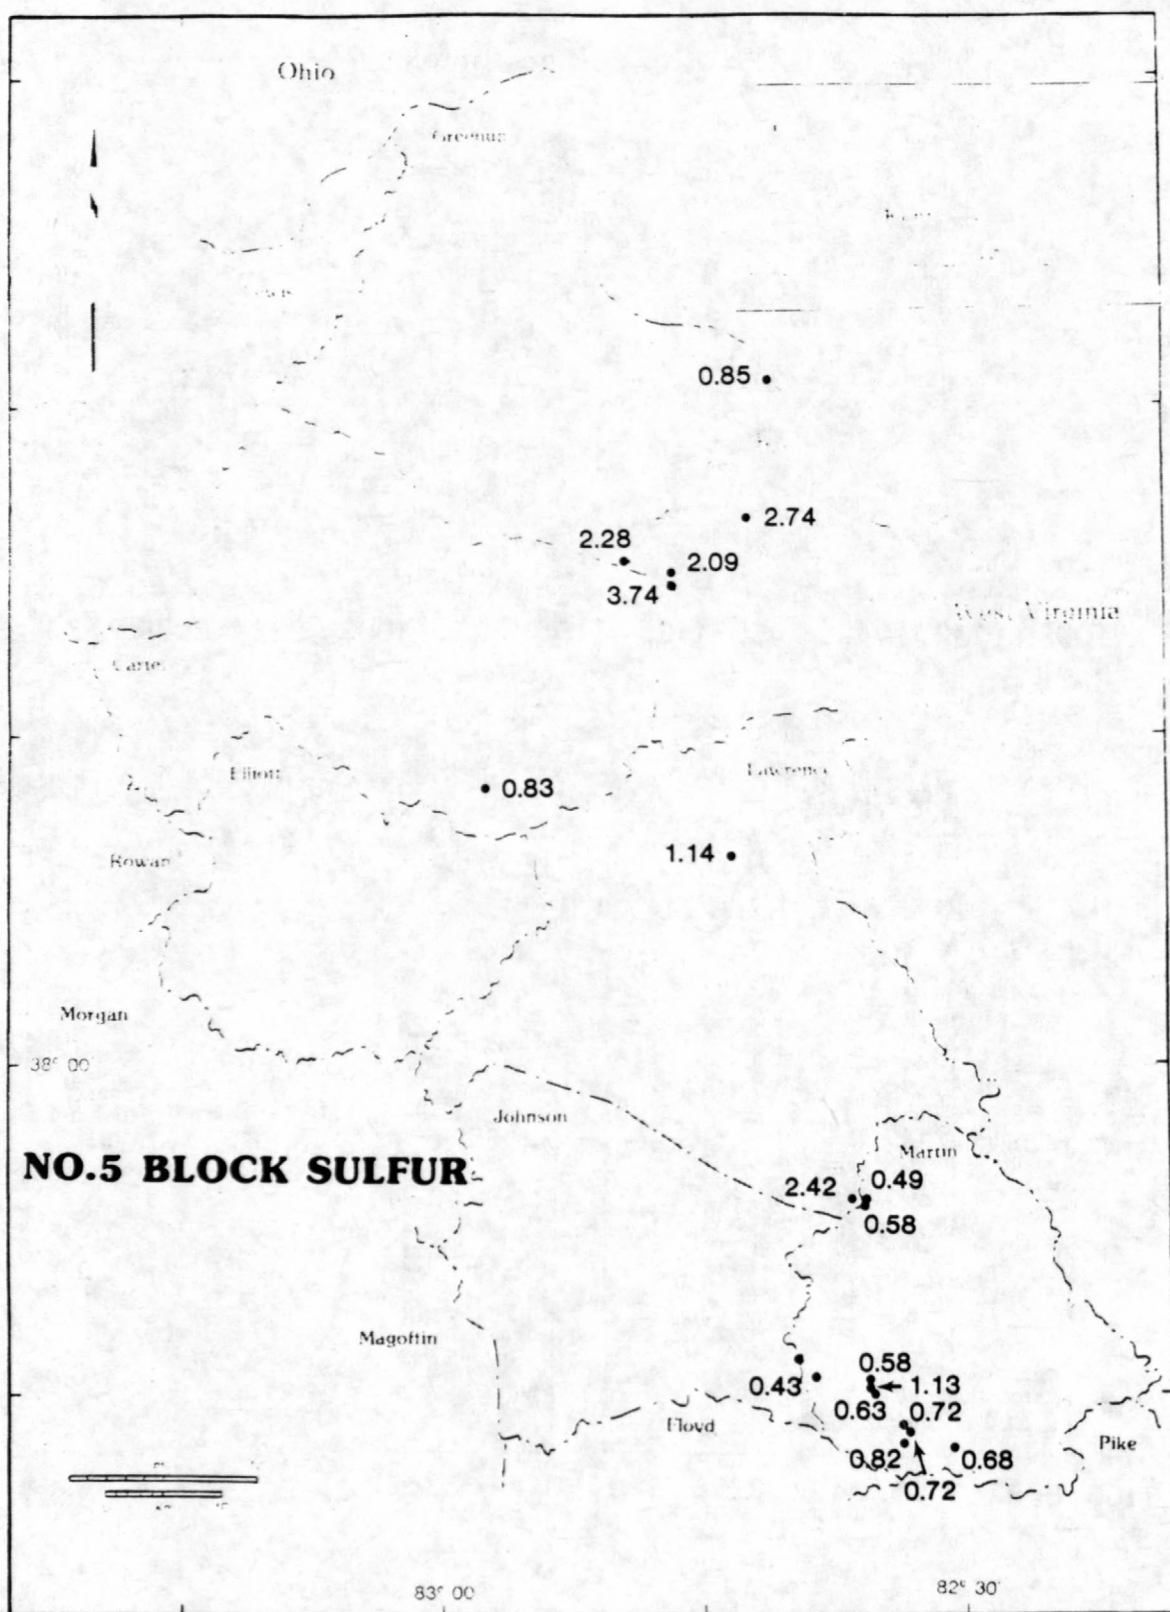 Ohio
Greenup
0.85
2.74
2.28
2.09
3.74
West Virginia
Carter
Elliott
Lawrence
0.83
Rowan
1.14
Morgan
38° 00'
Johnson
Martin
NO.5 BLOCK SULFUR
2.42
0.49
0.58
Magoffin
0.58
0.43
1.13
0.63
0.72
Floyd
Pike
0.82
0.68
0.72
83° 00'
82° 30'